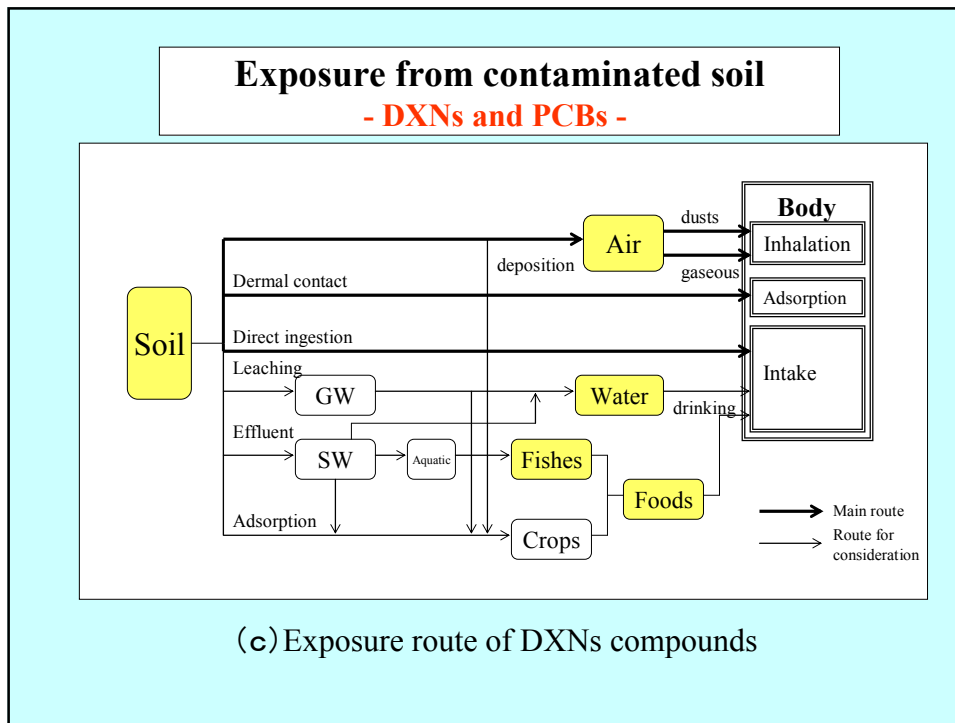 Exposure from contaminated soil
- DXNs and PCBs -
Body
dusts
Air
Inhalation
deposition
gaseous
Dermal contact
Adsorption
Soil
Direct ingestion
Leaching
Intake
GW
Water
drinking
Effluent
SW
Aquatic
Fishes
Foods
Adsorption
Crops
Main route
Route for
consideration
(c)Exposure route of DXNs compounds